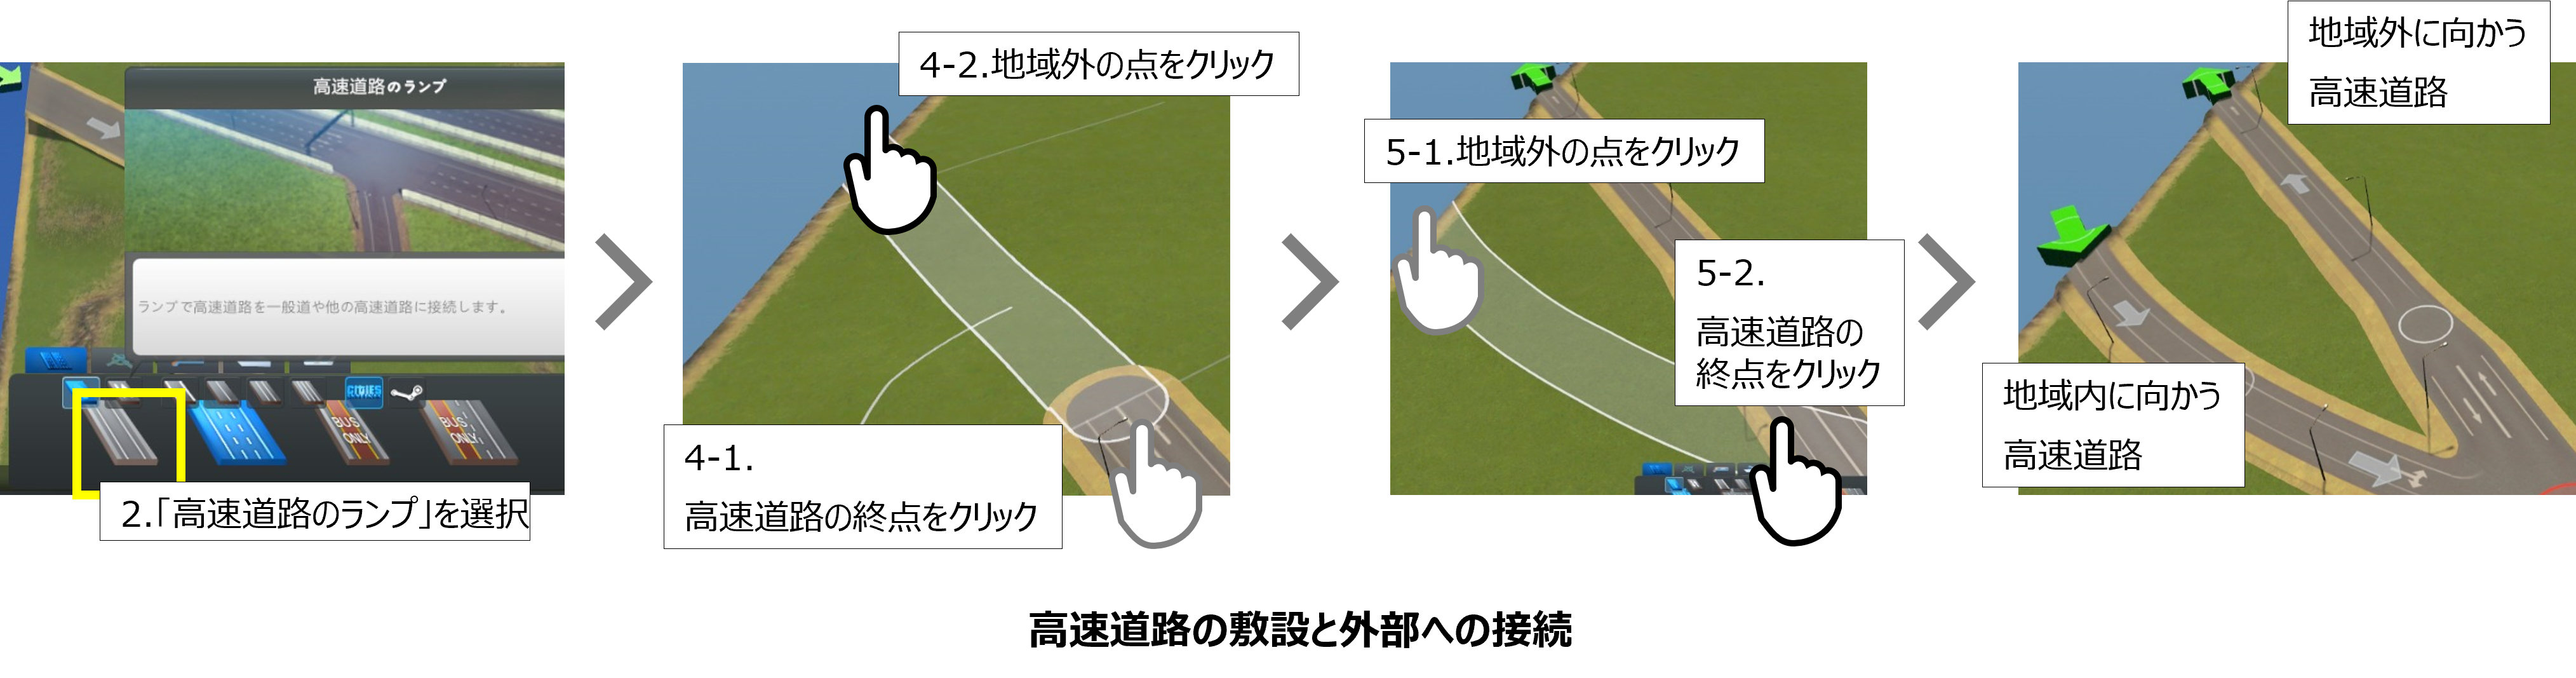 高速道路のランプ
ランプで高速道路を一般道や他の高速道路に接続します。
CITIES
BUS
ONLY
BUS
ONLY
2.「高速道路のランプ」を選択
4-2.地域外の点をクリック
4-1.
高速道路の終点をクリック
5-1.地域外の点をクリック
5-2.
高速道路の
終点をクリック
地域外に向かう
高速道路
地域内に向かう
高速道路
高速道路の敷設と外部への接続